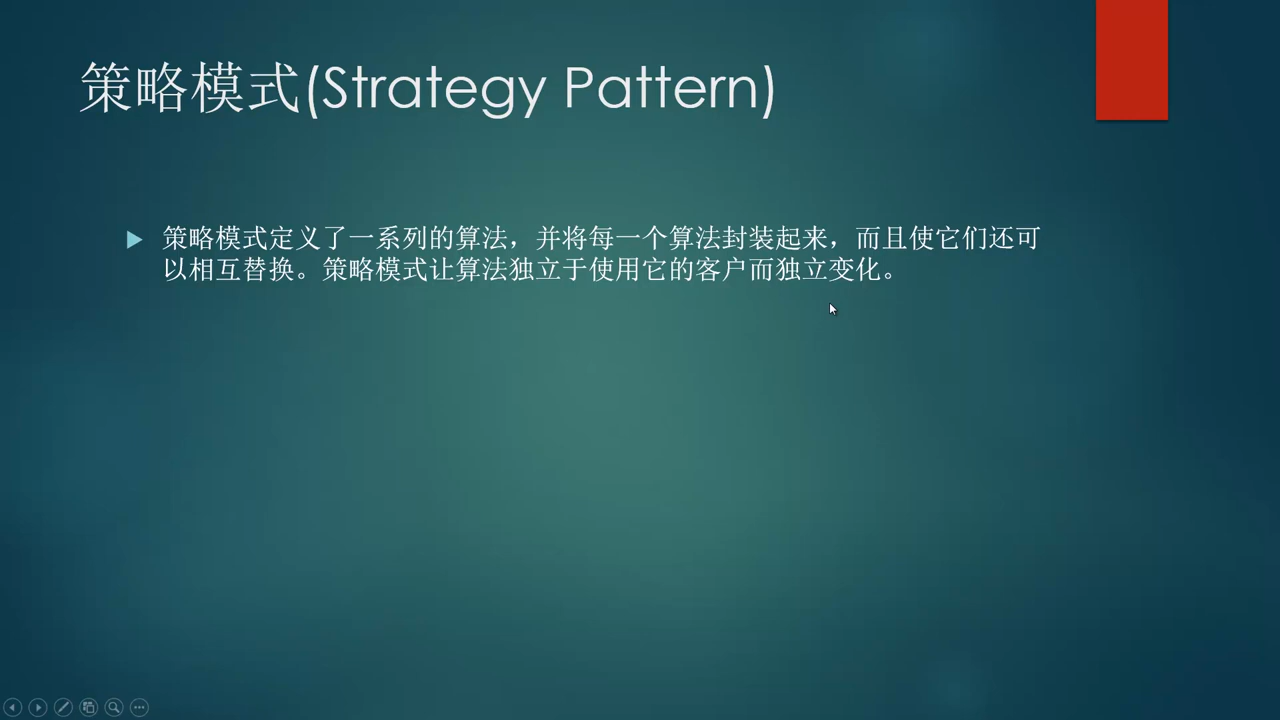 策略模式(Strategy Pattern)
策略模式定义了一系列的算法，并将每一个算法封装起来，而且使它们还可
以相互替换。策略模式让算法独立于使用它的客户而独立变化。